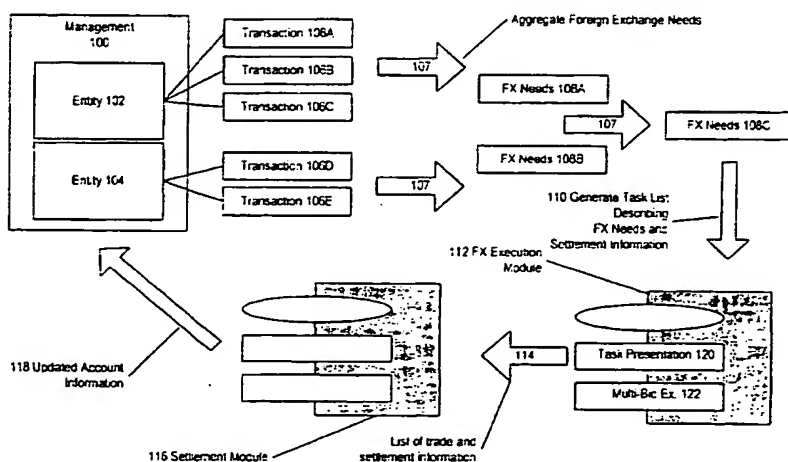 Management
100
Entity 102
Entity 104
Transaction 106A
Transaction 106B
Transaction 106C
Transaction 106D
Transaction 106E
107
107
Aggregate Foreign Exchange Needs
FX Needs 108A
FX Needs 108B
107
FX Needs 108C
110 Generate Task List
Describing
FX Needs and
Settlement Information
112 FX Execution
Module
Task Presentation 120
Multi-Bid Ex. 122
114
List of trade and
settlement information
116 Settlement Module
118 Updated Account
Information